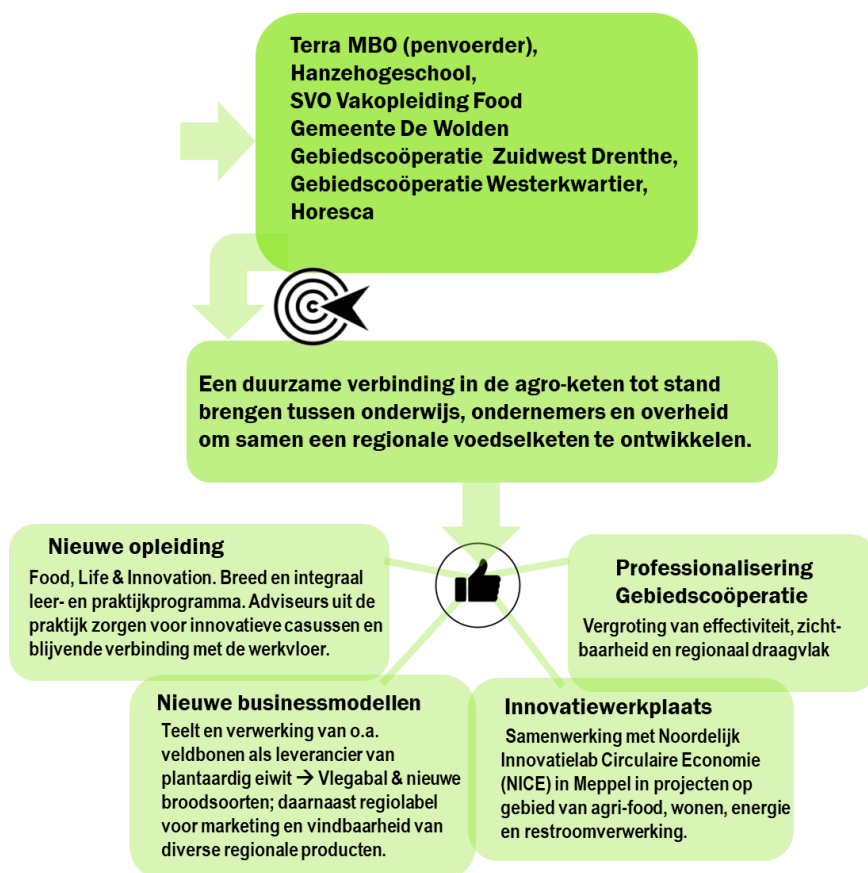 Terra MBO (penvoerder),
Hanzehogeschool,
SVO Vakopleiding Food
Gemeente De Wolden
Gebiedscoöperatie Zuidwest Drenthe,
Gebiedscoöperatie Westerkwartier,
Horesca
Een duurzame verbinding in de agro-keten tot stand
brengen tussen onderwijs, ondernemers en overheid
om samen een regionale voedselketen te ontwikkelen.
Nieuwe opleiding
Food, Life & Innovation. Breed en integraal
leer- en praktijkprogramma. Adviseurs uit de
praktijk zorgen voor innovatieve casussen en
blijvende verbinding met de werkvloer.
Professionalisering
Gebiedscoöperatie
Vergroting van effectiviteit, zicht-
baarheid en regionaal draagvlak
Nieuwe businessmodellen
Teelt en verwerking van o.a.
veldbonen als leverancier van
plantaardig eiwit → Vlegabal & nieuwe
broodsoorten; daarnaast regiolabel
voor marketing en vindbaarheid van
diverse regionale producten.
Innovatiewerkplaats
Samenwerking met Noordelijk
Innovatielab Circulaire Economie
(NICE) in Meppel in projecten op
gebied van agri-food, wonen, energie
en restroomverwerking.